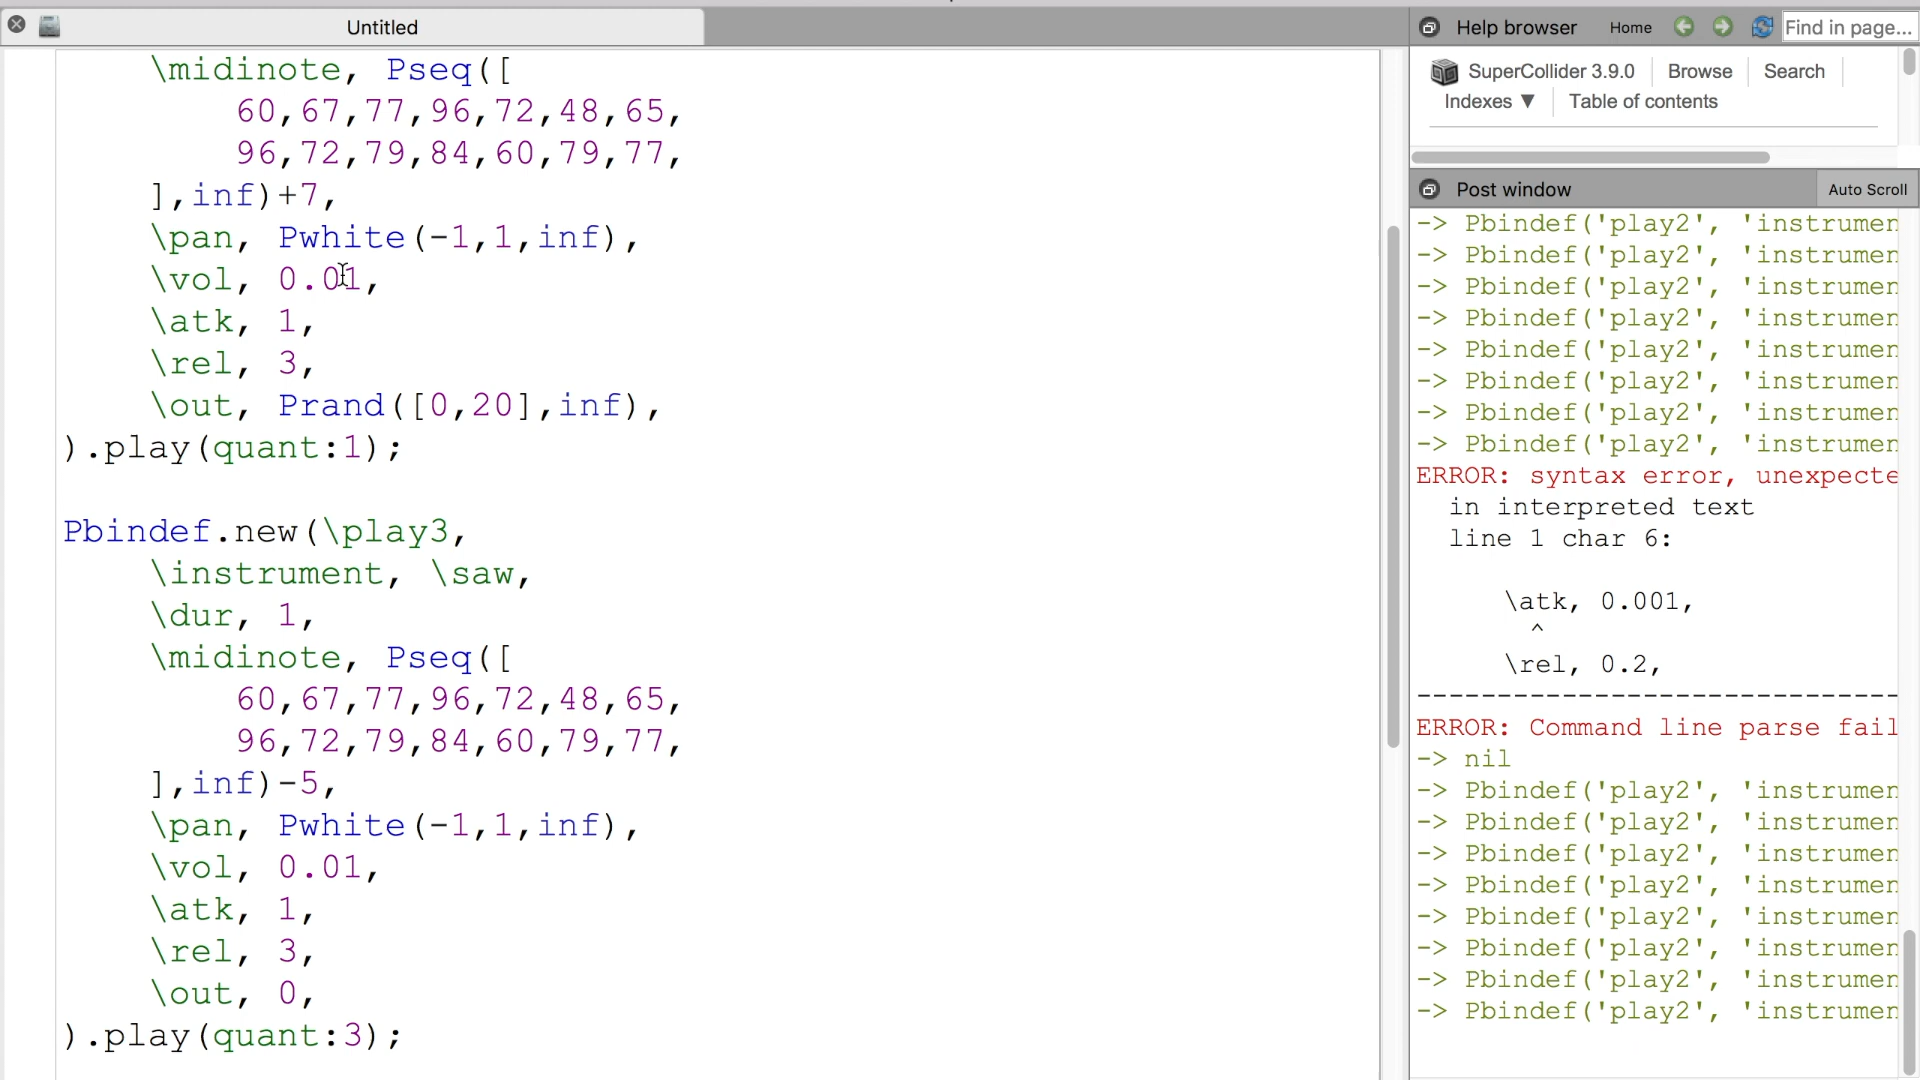 Untitled
\midinote, Pseq([
60,67,77,96,72,48,65,
96,72,79,84,60,79,77,
],inf)+7,
\pan, Pwhite(-1,1,inf),
\vol, 0.01,
\atk, 1,
\rel, 3,
\out, Prand([0,20],inf),
).play(quant:1);
Pbindef.new(\play3,
\instrument, \saw,
\dur, 1,
\midinote, Pseq([
60,67,77,96,72,48,65,
96,72,79,84,60,79,77,
],inf)-5,
\pan, Pwhite(-1,1,inf),
\vol, 0.01,
\atk, 1,
\rel, 3,
\out, 0,
).play(quant:3);
Help browser Home Find in page...
SuperCollider 3.9.0 Browse Search
Indexes ▼ Table of contents
Post window Auto Scroll
-> Pbindef('play2', 'instrumen
-> Pbindef('play2', 'instrumen
-> Pbindef('play2', 'instrumen
-> Pbindef('play2', 'instrumen
-> Pbindef('play2', 'instrumen
-> Pbindef('play2', 'instrumen
-> Pbindef('play2', 'instrumen
-> Pbindef('play2', 'instrumen
ERROR: syntax error, unexpecte
in interpreted text
line 1 char 6:
\atk, 0.001,
^
\rel, 0.2,
-------------------------------
ERROR: Command line parse fail
-> nil
-> Pbindef('play2', 'instrumen
-> Pbindef('play2', 'instrumen
-> Pbindef('play2', 'instrumen
-> Pbindef('play2', 'instrumen
-> Pbindef('play2', 'instrumen
-> Pbindef('play2', 'instrumen
-> Pbindef('play2', 'instrumen
-> Pbindef('play2', 'instrumen